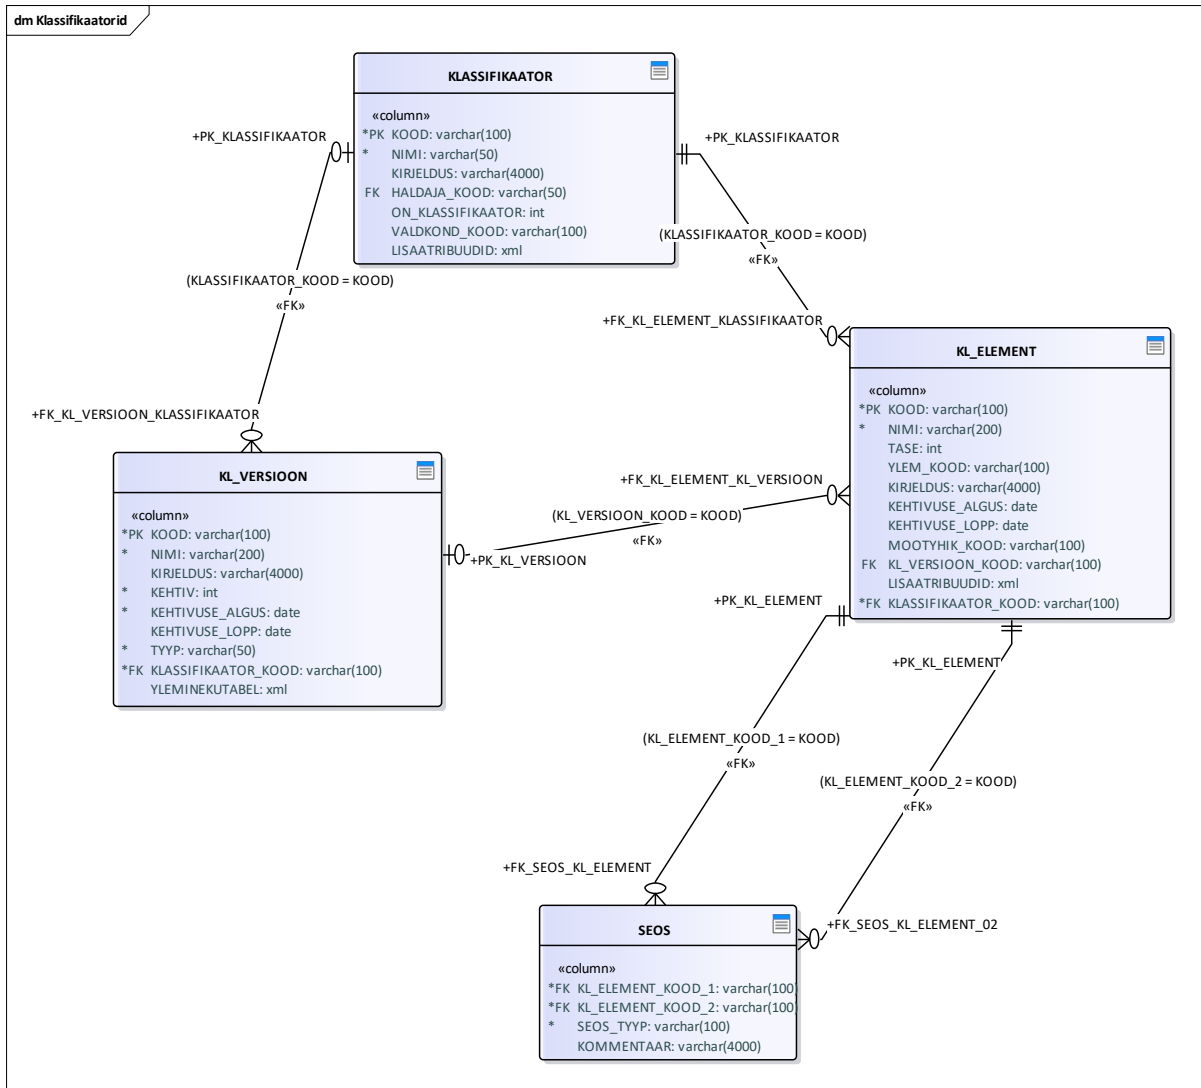 dm Klassifikaatorid
KLASSIFIKAATOR
«column»
*PK KOOD: varchar(100)
* NIMI: varchar(50)
KIRJELDUS: varchar(4000)
FK HALDAJA_KOOD: varchar(50)
ON_KLASSIFIKAATOR: int
VALDKOND_KOOD: varchar(100)
LISAATRIBUUDID: xml
+PK_KLASSIFIKAATOR
+PK_KLASSIFIKAATOR
(KLASSIFIKAATOR_KOOD = KOOD)
«FK»
(KLASSIFIKAATOR_KOOD = KOOD)
«FK»
+FK_KL_ELEMENT_KLASSIFIKAATOR
+FK_KL_VERSIOON_KLASSIFIKAATOR
KL_ELEMENT
«column»
*PK KOOD: varchar(100)
* NIMI: varchar(200)
TASE: int
YLEM_KOOD: varchar(100)
KIRJELDUS: varchar(4000)
KEHTIVUSE_ALGUS: date
KEHTIVUSE_LOPP: date
MOOTYHIK_KOOD: varchar(100)
FK KL_VERSIOON_KOOD: varchar(100)
LISAATRIBUUDID: xml
*FK KLASSIFIKAATOR_KOOD: varchar(100)
KL_VERSIOON
«column»
*PK KOOD: varchar(100)
* NIMI: varchar(200)
KIRJELDUS: varchar(4000)
* KEHTIV: int
* KEHTIVUSE_ALGUS: date
KEHTIVUSE_LOPP: date
* TYYP: varchar(50)
*FK KLASSIFIKAATOR_KOOD: varchar(100)
YLEMINEKUTABEL: xml
+FK_KL_ELEMENT_KL_VERSIOON
(KL_VERSIOON_KOOD = KOOD)
«FK»
+PK_KL_VERSIOON
+PK_KL_ELEMENT
+PK_KL_ELEMENT
(KL_ELEMENT_KOOD_1 = KOOD)
«FK»
(KL_ELEMENT_KOOD_2 = KOOD)
«FK»
+FK_SEOS_KL_ELEMENT
+FK_SEOS_KL_ELEMENT_02
SEOS
«column»
*FK KL_ELEMENT_KOOD_1: varchar(100)
*FK KL_ELEMENT_KOOD_2: varchar(100)
* SEOS_TYYP: varchar(100)
KOMMENTAAR: varchar(4000)